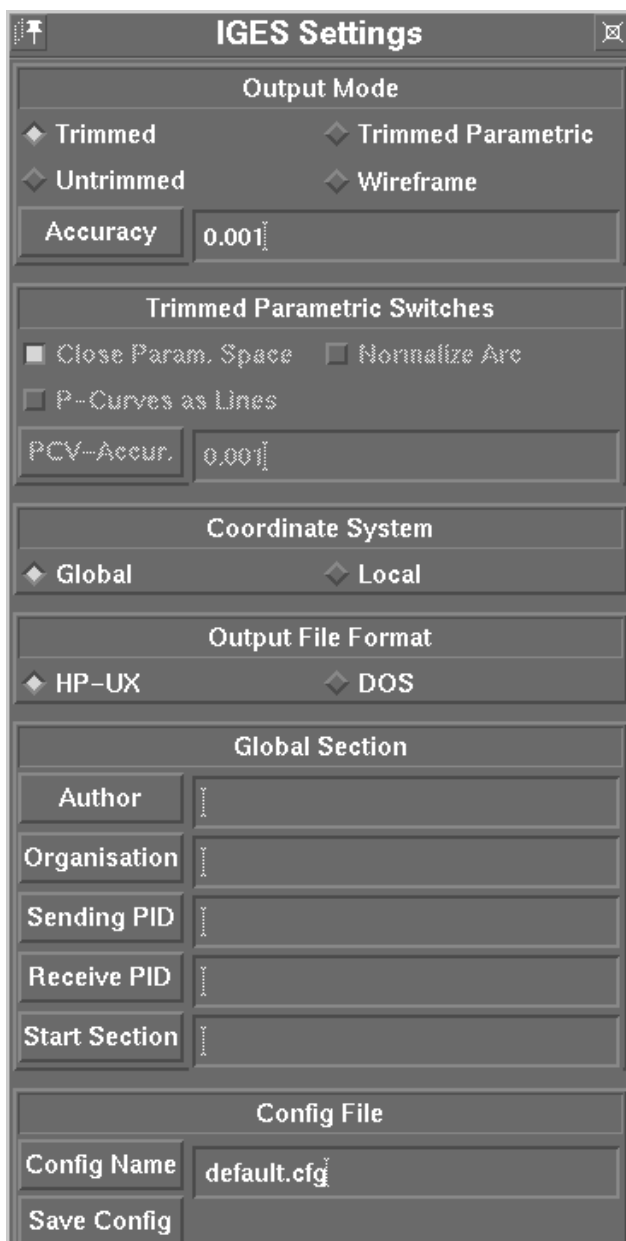 IGES Settings
Output Mode
Trimmed Trimmed Parametric
Untrimmed Wireframe
Accuracy 0.001
Trimmed Parametric Switches
Close Param. Space Normalize Arc
P-Curves as Lines
PCV-Accur. 0.001
Coordinate System
Global Local
Output File Format
HP-UX DOS
Global Section
Author
Organisation
Sending PID
Receive PID
Start Section
Config File
Config Name default.cfg
Save Config